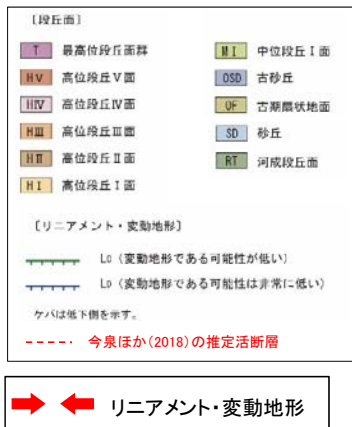 ［段丘面］
T 最高位段丘面群
HⅤ 高位段丘Ⅴ面
HⅣ 高位段丘Ⅳ面
HⅢ 高位段丘Ⅲ面
HⅡ 高位段丘Ⅱ面
HⅠ 高位段丘Ⅰ面
MⅠ 中位段丘Ⅰ面
OSD 古砂丘
OF 古期扇状地面
SD 砂丘
RT 河成段丘面
［リニアメント・変動地形］
LD（変動地形である可能性が低い）
LD（変動地形である可能性は非常に低い）
ケバは低下側を示す。
今泉ほか(2018)の推定活断層
リニアメント・変動地形